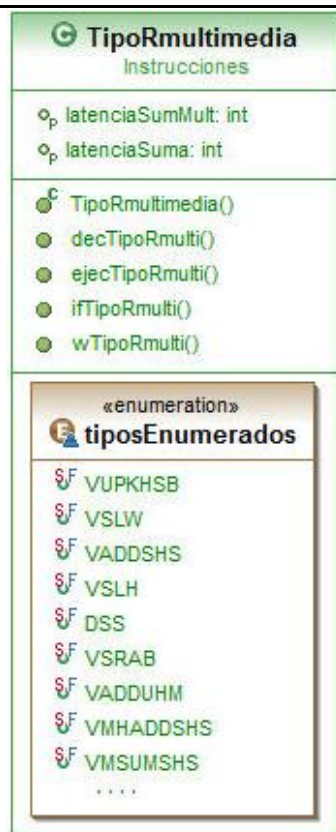 TipoRmultimedia
Instrucciones
latenciaSumMult: int
latenciaSuma: int
TipoRmultimedia()
decTipoRmulti()
ejecTipoRmulti()
ifTipoRmulti()
wTipoRmulti()
«enumeration»
tiposEnumerados
VUPKHSB
VSLW
VADDSHS
VSLH
DSS
VSRAB
VADDUHM
VMHADDSHS
VMSUMSHS
....